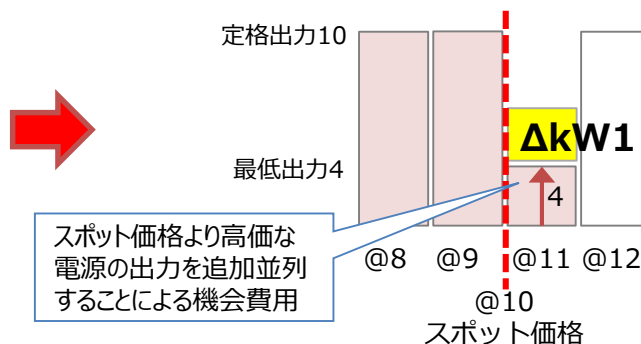 定格出力10
ΔkW1
最低出力4
4
スポット価格より高価な
電源の出力を追加並列
することによる機会費用
@8 @9 @11 @12
@10
スポット価格